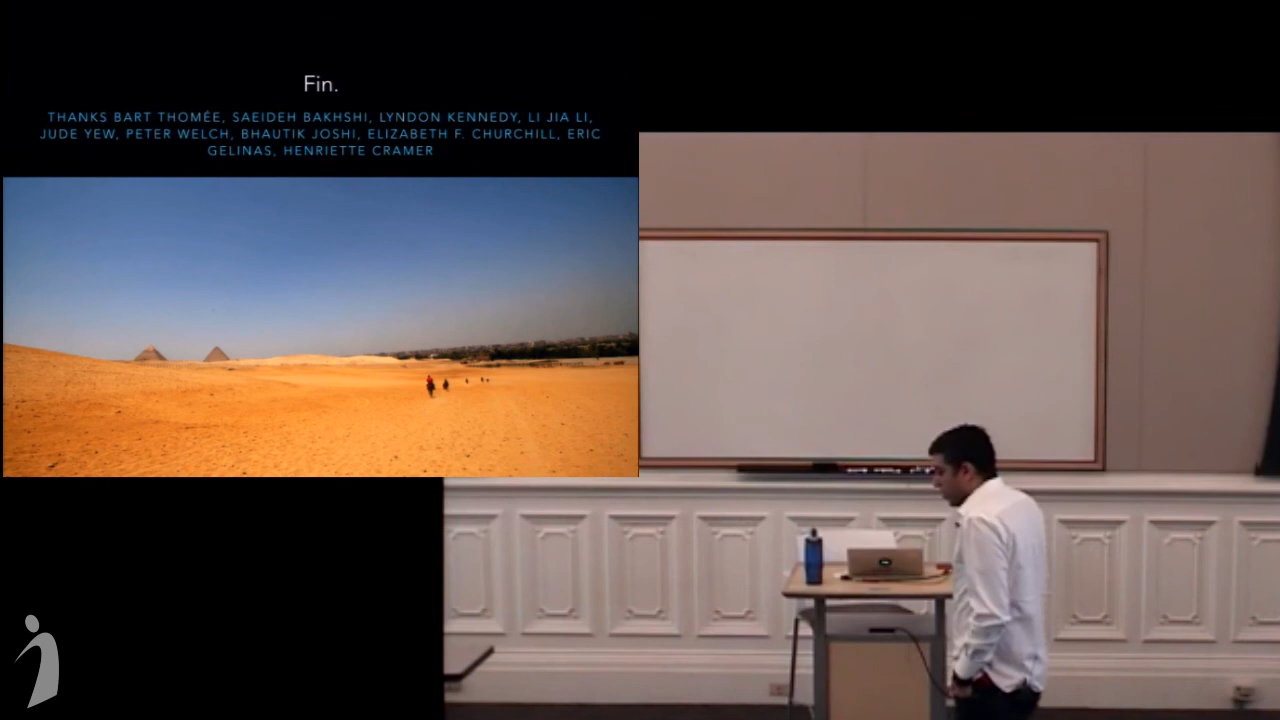 Fin.
THANKS BART THOMÉE, SAEIDEH BAKHSHI, LYNDON KENNEDY, LI JIA LI,
JUDE YEW, PETER WELCH, BHAUTIK JOSHI, ELIZABETH F. CHURCHILL, ERIC
GELINAS, HENRIETTE CRAMER